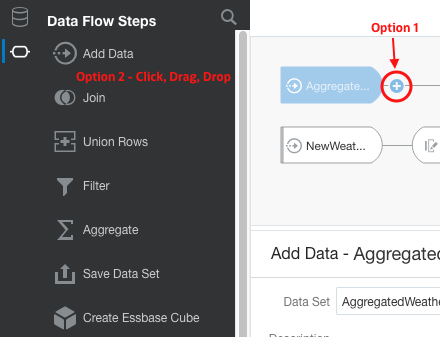 Data Flow Steps
Add Data
Option 2 - Click, Drag, Drop
Join
Union Rows
Filter
Aggregate
Save Data Set
Create Essbase Cube
Option 1
Aggregate...
NewWeat...
Add Data - Aggregated
Data Set
AggregatedWeathe
Description